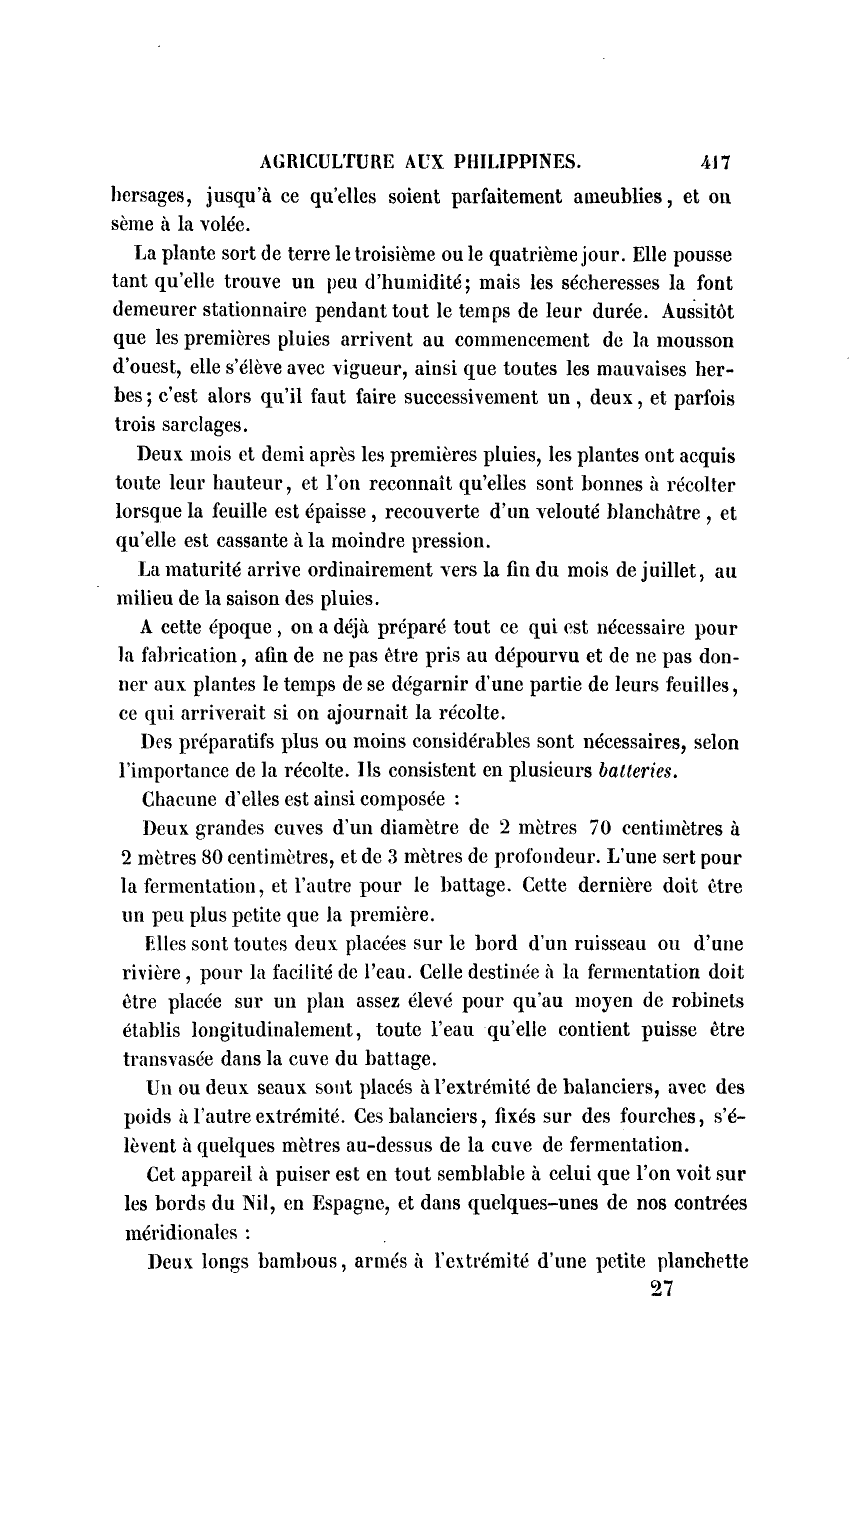 AGRICULTURE AUX PHILIPPINES. 417
hersages, jusqu'à ce qu'elles soient parfaitement ameublies, et on
sème à la volée.
La plante sort de terre le troisième ou le quatrième jour. Elle pousse
tant qu'elle trouve un peu d'humidité; mais les sécheresses la font
demeurer stationnaire pendant tout le temps de leur durée. Aussitôt
que les premières pluies arrivent au commencement de la mousson
d'ouest, elle s'élève avec vigueur, ainsi que toutes les mauvaises her-
bes; c'est alors qu'il faut faire successivement un, deux, et parfois
trois sarclages.
Deux mois et demi après les premières pluies, les plantes ont acquis
toute leur hauteur, et l'on reconnaît qu'elles sont bonnes à récolter
lorsque la feuille est épaisse, recouverte d'un velouté blanchâtre, et
qu'elle est cassante à la moindre pression.
La maturité arrive ordinairement vers la fin du mois de juillet, au
milieu de la saison des pluies.
A cette époque, on a déjà préparé tout ce qui est nécessaire pour
la fabrication, afin de ne pas être pris au dépourvu et de ne pas don-
ner aux plantes le temps de se dégarnir d'une partie de leurs feuilles,
ce qui arriverait si on ajournait la récolte.
Des préparatifs plus ou moins considérables sont nécessaires, selon
l'importance de la récolte. Ils consistent en plusieurs batteries.
Chacune d'elles est ainsi composée :
Deux grandes cuves d'un diamètre de 2 mètres 70 centimètres à
2 mètres 80 centimètres, et de 3 mètres de profondeur. L'une sert pour
la fermentation, et l'autre pour le battage. Cette dernière doit être
un peu plus petite que la première.
Elles sont toutes deux placées sur le bord d'un ruisseau ou d'une
rivière, pour la facilité de l'eau. Celle destinée à la fermentation doit
être placée sur un plan assez élevé pour qu'au moyen de robinets
établis longitudinalement, toute l'eau qu'elle contient puisse être
transvasée dans la cuve du battage.
Un ou deux seaux sont placés à l'extrémité de balanciers, avec des
poids à l'autre extrémité. Ces balanciers, fixés sur des fourches, s'é-
lèvent à quelques mètres au-dessus de la cuve de fermentation.
Cet appareil à puiser est en tout semblable à celui que l'on voit sur
les bords du Nil, en Espagne, et dans quelques-unes de nos contrées
méridionales :
Deux longs bambous, armés à l'extrémité d'une petite planchette
27